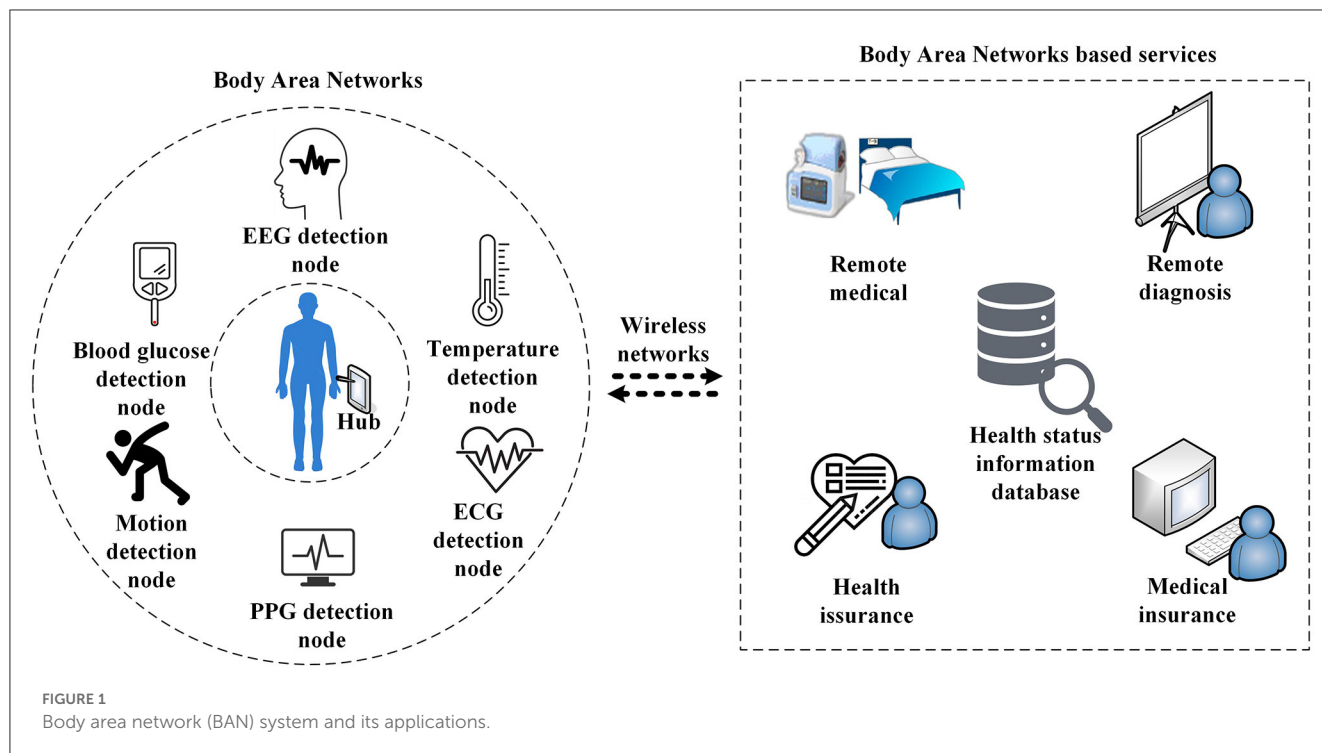 Body Area Networks
EEG detection
node
Blood glucose
detection
node
Temperature
detection
node
Hub
Motion
detection
node
ECG
detection
node
PPG detection
node
Wireless
networks
Body Area Networks based services
Remote
medical
Remote
diagnosis
Health status
information
database
Health
issurance
Medical
insurance
FIGURE 1
Body area network (BAN) system and its applications.